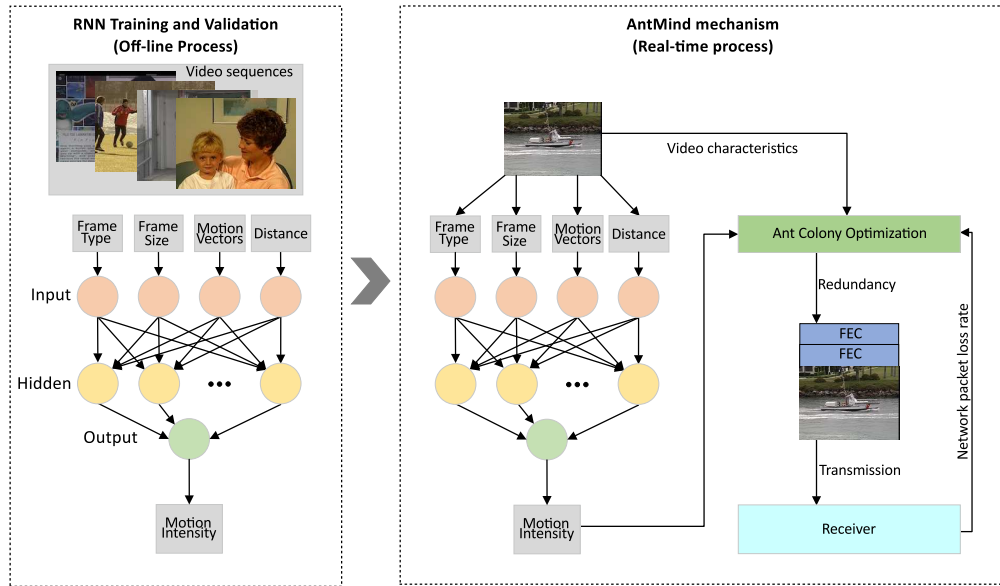 RNN Training and Validation
(Off-line Process)
Video sequences
Frame
Type
Frame
Size
Motion
Vectors
Distance
Input
Hidden
Output
Motion
Intensity
AntMind mechanism
(Real-time process)
Video characteristics
Frame
Type
Frame
Size
Motion
Vectors
Distance
Motion
Intensity
Ant Colony Optimization
Redundancy
FEC
FEC
Transmission
Receiver
Network packet loss rate